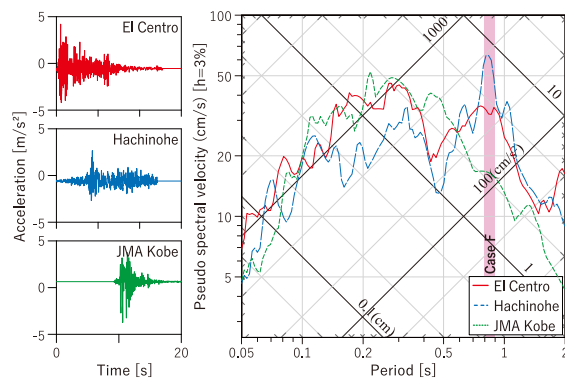 Acceleration [m/s²]
5
0
−5
El Centro
5
0
−5
Hachinohe
5
0
−5
JMA Kobe
0
10
20
Time [s]
Pseudo spectral velocity (cm/s) [h=3%]
100
50
20
10
5
1000
10
100(cm/s²)
1
0.1(cm)
Case F
El Centro
Hachinohe
JMA Kobe
0.05
0.1
0.2
0.5
1
2
Period [s]